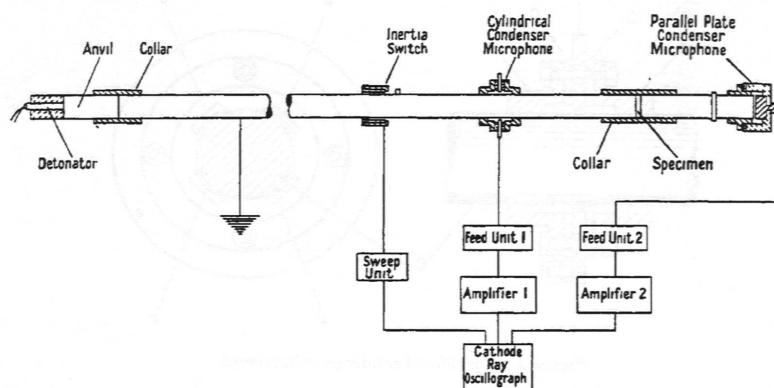 Anvil
Collar
Inertia
Switch
Cylindrical
Condenser
Microphone
Parallel Plate
Condenser
Microphone
Detonator
Collar
Specimen
Feed Unit 1
Feed Unit 2
Sweep
Unit
Amplifier 1
Amplifier 2
Cathode
Ray
Oscillograph